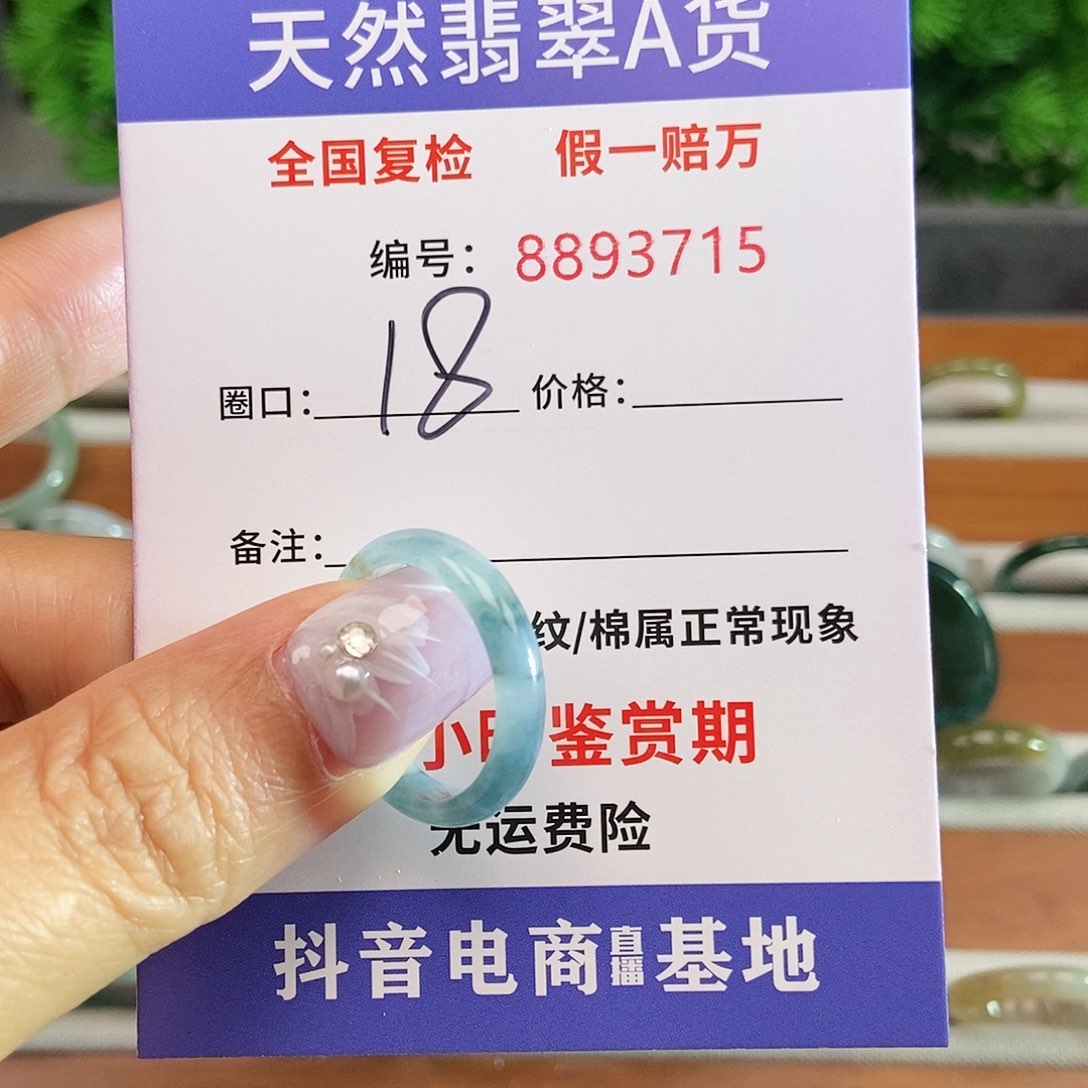 天然翡翠A货
全国复检 假一赔万
编号：8893715
圈口：18 价格：
备注：
纹/棉属正常现象
小时鉴赏期
无运费险
抖音电商直播基地